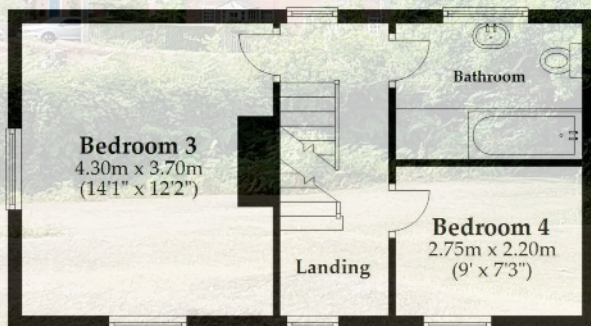 Bathroom
Bedroom 3
4.30m x 3.70m
(14'1" x 12'2")
Bedroom 4
2.75m x 2.20m
(9' x 7'3")
Landing